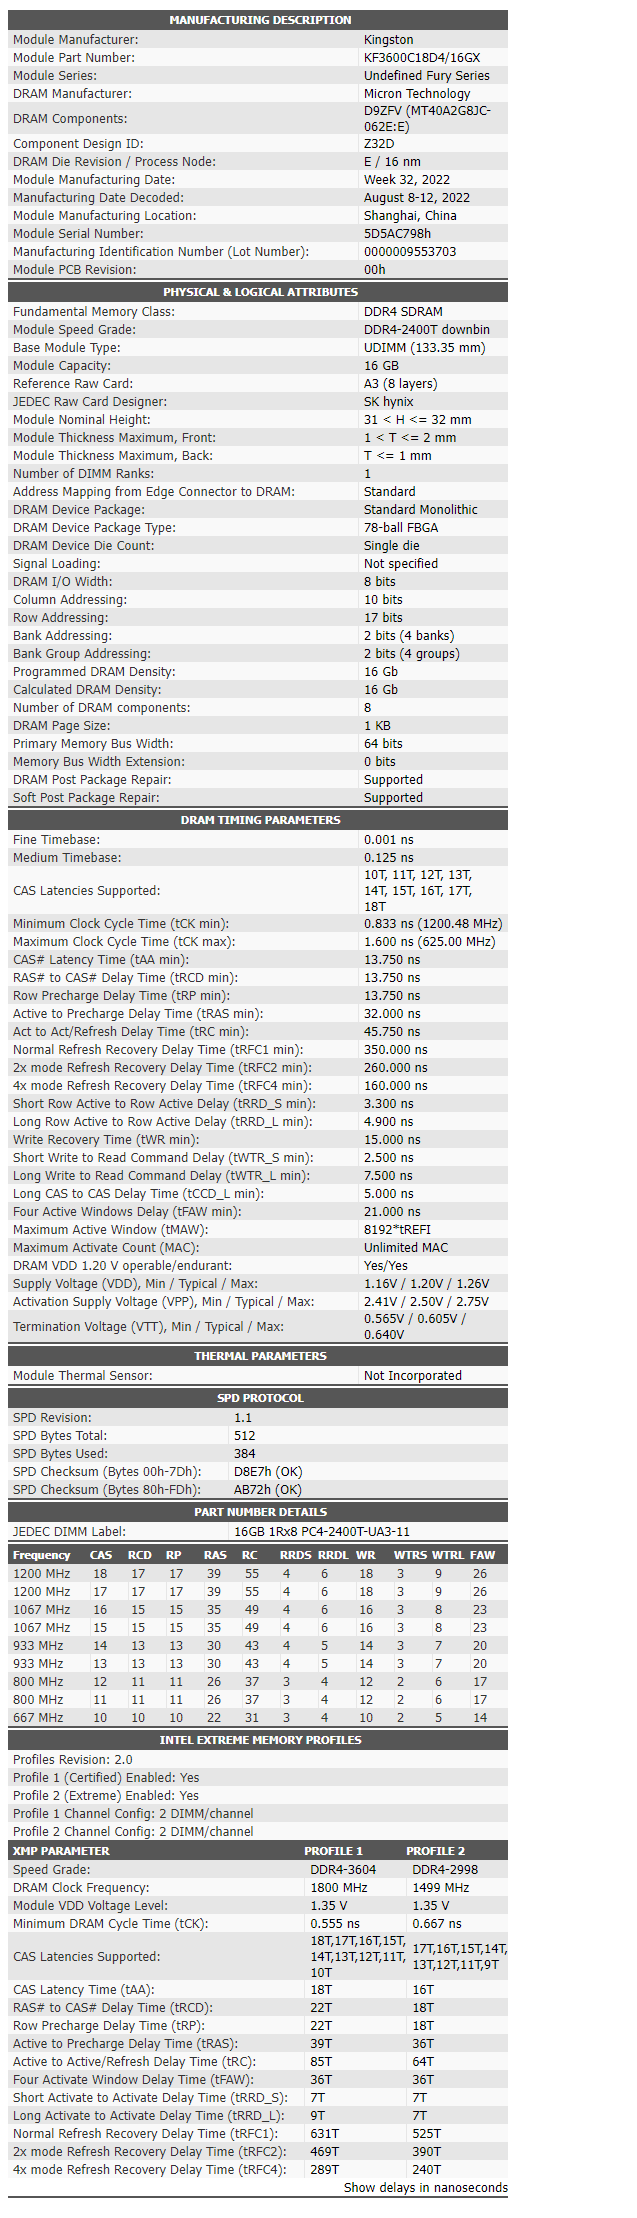 MANUFACTURING DESCRIPTION
Module Manufacturer: Kingston
Module Part Number: KF3600C18D4/16GX
Module Series: Undefined Fury Series
DRAM Manufacturer: Micron Technology
DRAM Components: D9ZFV (MT40A2G8JC-
062E:E)
Component Design ID: Z32D
DRAM Die Revision / Process Node: E / 16 nm
Module Manufacturing Date: Week 32, 2022
Manufacturing Date Decoded: August 8-12, 2022
Module Manufacturing Location: Shanghai, China
Module Serial Number: 5D5AC798h
Manufacturing Identification Number (Lot Number): 0000009553703
Module PCB Revision: 00h
PHYSICAL & LOGICAL ATTRIBUTES
Fundamental Memory Class: DDR4 SDRAM
Module Speed Grade: DDR4-2400T downbin
Base Module Type: UDIMM (133.35 mm)
Module Capacity: 16 GB
Reference Raw Card: A3 (8 layers)
JEDEC Raw Card Designer: SK hynix
Module Nominal Height: 31 < H <= 32 mm
Module Thickness Maximum, Front: 1 < T <= 2 mm
Module Thickness Maximum, Back: T <= 1 mm
Number of DIMM Ranks: 1
Address Mapping from Edge Connector to DRAM: Standard
DRAM Device Package: Standard Monolithic
DRAM Device Package Type: 78-ball FBGA
DRAM Device Die Count: Single die
Signal Loading: Not specified
DRAM I/O Width: 8 bits
Column Addressing: 10 bits
Row Addressing: 17 bits
Bank Addressing: 2 bits (4 banks)
Bank Group Addressing: 2 bits (4 groups)
Programmed DRAM Density: 16 Gb
Calculated DRAM Density: 16 Gb
Number of DRAM components: 8
DRAM Page Size: 1 KB
Primary Memory Bus Width: 64 bits
Memory Bus Width Extension: 0 bits
DRAM Post Package Repair: Supported
Soft Post Package Repair: Supported
DRAM TIMING PARAMETERS
Fine Timebase: 0.001 ns
Medium Timebase: 0.125 ns
CAS Latencies Supported: 10T, 11T, 12T, 13T,
14T, 15T, 16T, 17T,
18T
Minimum Clock Cycle Time (tCK min): 0.833 ns (1200.48 MHz)
Maximum Clock Cycle Time (tCK max): 1.600 ns (625.00 MHz)
CAS# Latency Time (tAA min): 13.750 ns
RAS# to CAS# Delay Time (tRCD min): 13.750 ns
Row Precharge Delay Time (tRP min): 13.750 ns
Active to Precharge Delay Time (tRAS min): 32.000 ns
Act to Act/Refresh Delay Time (tRC min): 45.750 ns
Normal Refresh Recovery Delay Time (tRFC1 min): 350.000 ns
2x mode Refresh Recovery Delay Time (tRFC2 min): 260.000 ns
4x mode Refresh Recovery Delay Time (tRFC4 min): 160.000 ns
Short Row Active to Row Active Delay (tRRD_S min): 3.300 ns
Long Row Active to Row Active Delay (tRRD_L min): 4.900 ns
Write Recovery Time (tWR min): 15.000 ns
Short Write to Read Command Delay (tWTR_S min): 2.500 ns
Long Write to Read Command Delay (tWTR_L min): 7.500 ns
Long CAS to CAS Delay Time (tCCD_L min): 5.000 ns
Four Active Windows Delay (tFAW min): 21.000 ns
Maximum Active Window (tMAW): 8192*tREFI
Maximum Activate Count (MAC): Unlimited MAC
DRAM VDD 1.20 V operable/endurant: Yes/Yes
Supply Voltage (VDD), Min / Typical / Max: 1.16V / 1.20V / 1.26V
Activation Supply Voltage (VPP), Min / Typical / Max: 2.41V / 2.50V / 2.75V
Termination Voltage (VTT), Min / Typical / Max: 0.565V / 0.605V /
0.640V
THERMAL PARAMETERS
Module Thermal Sensor: Not Incorporated
SPD PROTOCOL
SPD Revision: 1.1
SPD Bytes Total: 512
SPD Bytes Used: 384
SPD Checksum (Bytes 00h-7Dh): D8E7h (OK)
SPD Checksum (Bytes 80h-FDh): AB72h (OK)
PART NUMBER DETAILS
JEDEC DIMM Label: 16GB 1Rx8 PC4-2400T-UA3-11
Frequency CAS RCD RP RAS RC RRDS RRDL WR WTRS WTRL FAW
1200 MHz 18 17 17 39 55 4 6 18 3 9 26
1200 MHz 17 17 17 39 55 4 6 18 3 9 26
1067 MHz 16 15 15 35 49 4 6 16 3 8 23
1067 MHz 15 15 15 35 49 4 6 16 3 8 23
933 MHz 14 13 13 30 43 4 5 14 3 7 20
933 MHz 13 13 13 30 43 4 5 14 3 7 20
800 MHz 12 11 11 26 37 3 4 12 2 6 17
800 MHz 11 11 11 26 37 3 4 12 2 6 17
667 MHz 10 10 10 22 31 3 4 10 2 5 14
INTEL EXTREME MEMORY PROFILES
Profiles Revision: 2.0
Profile 1 (Certified) Enabled: Yes
Profile 2 (Extreme) Enabled: Yes
Profile 1 Channel Config: 2 DIMM/channel
Profile 2 Channel Config: 2 DIMM/channel
XMP PARAMETER PROFILE 1 PROFILE 2
Speed Grade: DDR4-3604 DDR4-2998
DRAM Clock Frequency: 1800 MHz 1499 MHz
Module VDD Voltage Level: 1.35 V 1.35 V
Minimum DRAM Cycle Time (tCK): 0.555 ns 0.667 ns
CAS Latencies Supported: 18T,17T,16T,15T,
14T,13T,12T,11T,
10T
17T,16T,15T,14T,
13T,12T,11T,9T
CAS Latency Time (tAA): 18T 16T
RAS# to CAS# Delay Time (tRCD): 22T 18T
Row Precharge Delay Time (tRP): 22T 18T
Active to Precharge Delay Time (tRAS): 39T 36T
Active to Active/Refresh Delay Time (tRC): 85T 64T
Four Activate Window Delay Time (tFAW): 36T 36T
Short Activate to Activate Delay Time (tRRD_S): 7T 7T
Long Activate to Activate Delay Time (tRRD_L): 9T 7T
Normal Refresh Recovery Delay Time (tRFC1): 631T 525T
2x mode Refresh Recovery Delay Time (tRFC2): 469T 390T
4x mode Refresh Recovery Delay Time (tRFC4): 289T 240T
Show delays in nanoseconds